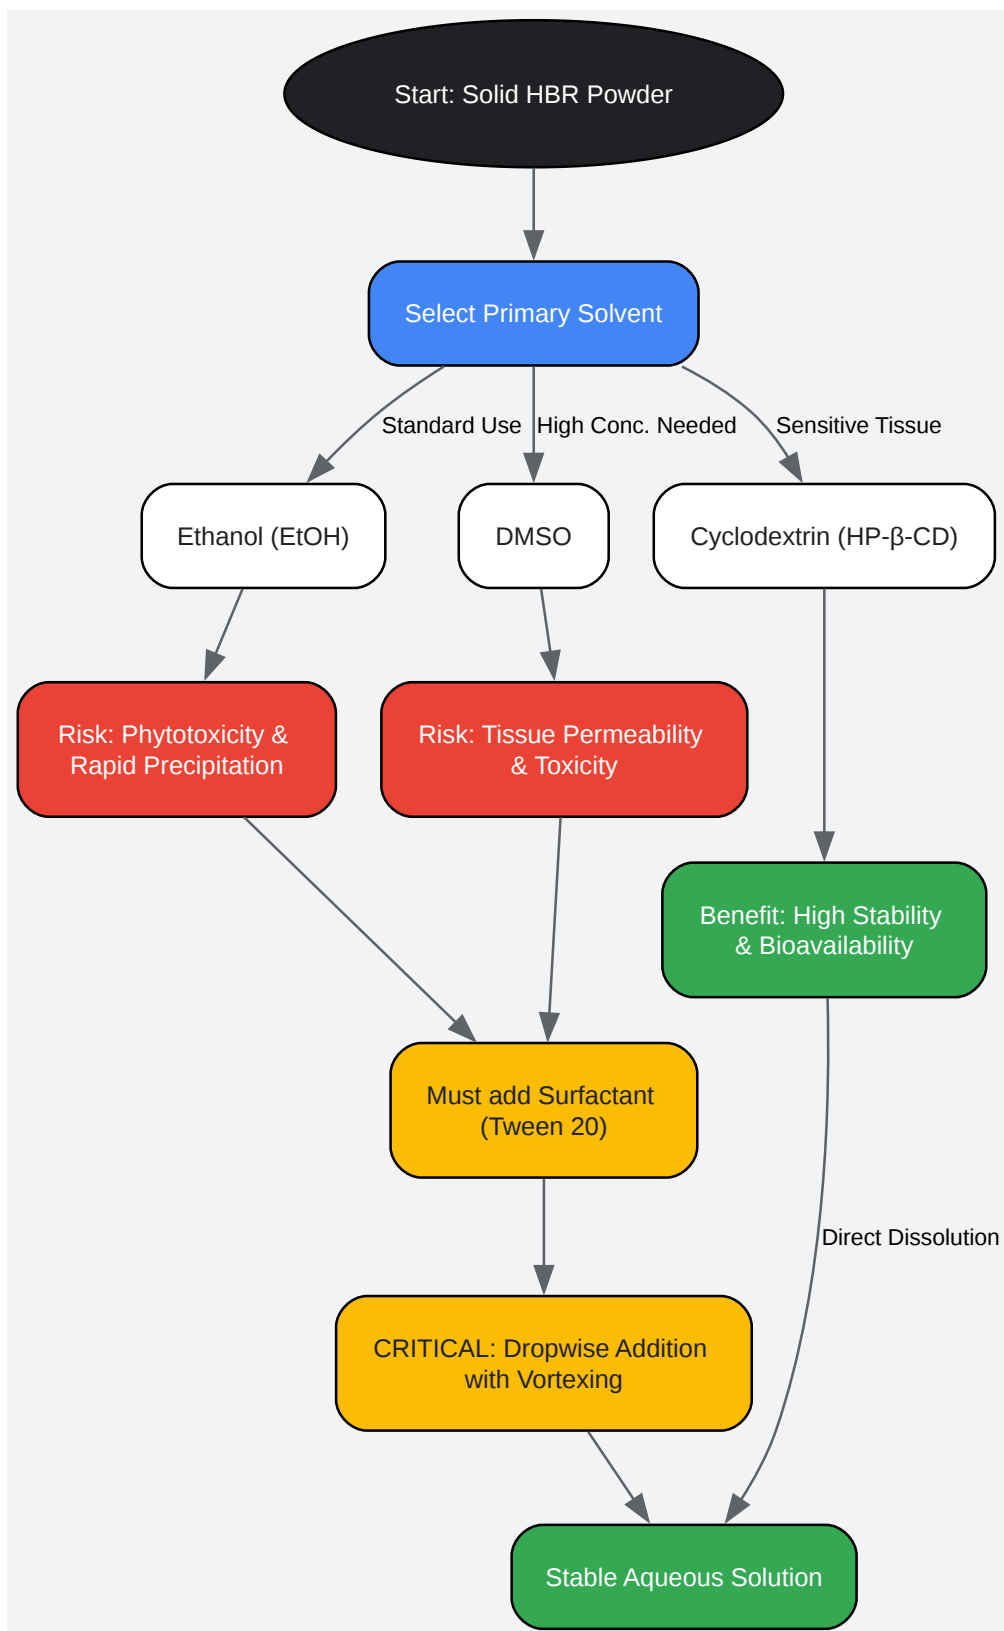 Start: Solid HBR Powder
Select Primary Solvent
Standard Use
High Conc. Needed
Sensitive Tissue
Ethanol (EtOH)
DMSO
Cyclodextrin (HP-β-CD)
Risk: Phytotoxicity &
Rapid Precipitation
Risk: Tissue Permeability
& Toxicity
Benefit: High Stability
& Bioavailability
Must add Surfactant
(Tween 20)
Direct Dissolution
CRITICAL: Dropwise Addition
with Vortexing
Stable Aqueous Solution